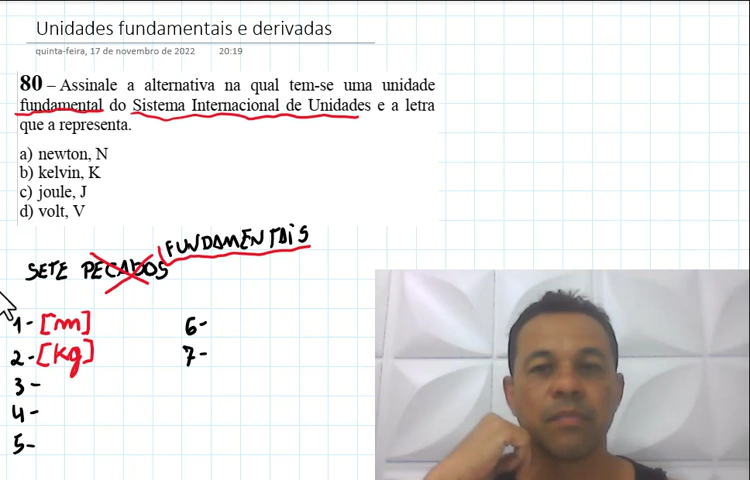 Unidades fundamentais e derivadas
quinta-feira, 17 de novembro de 2022 20:19
80 – Assinale a alternativa na qual tem-se uma unidade
fundamental do Sistema Internacional de Unidades e a letra
que a representa.
a) newton, N
b) kelvin, K
c) joule, J
d) volt, V
FUNDAMENTAIS
SETE PECADOS
1- [m]
2- [kg]
3-
4-
5-
6-
7-